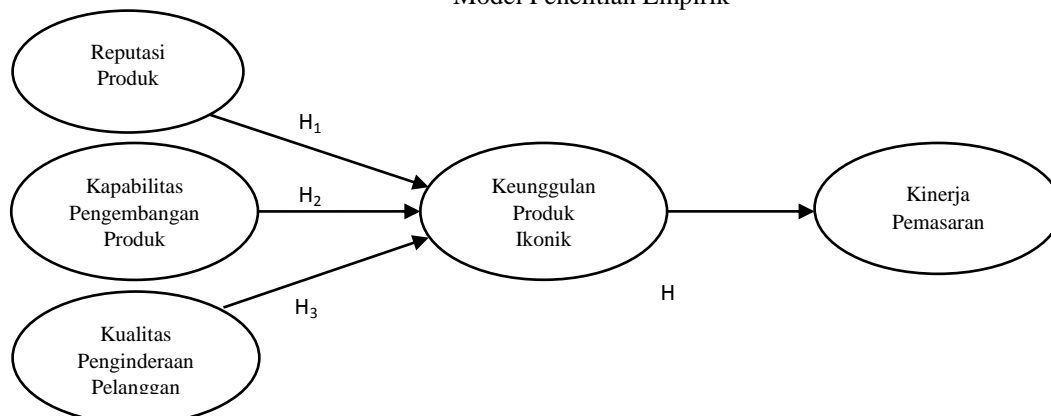 Model Penelitian Empirik
Reputasi
Produk
H₁
Kapabilitas
Pengembangan
Produk
H₂
Keunggulan
Produk
Ikonik
Kinerja
Pemasaran
H
H₃
Kualitas
Penginderaan
Pelanggan